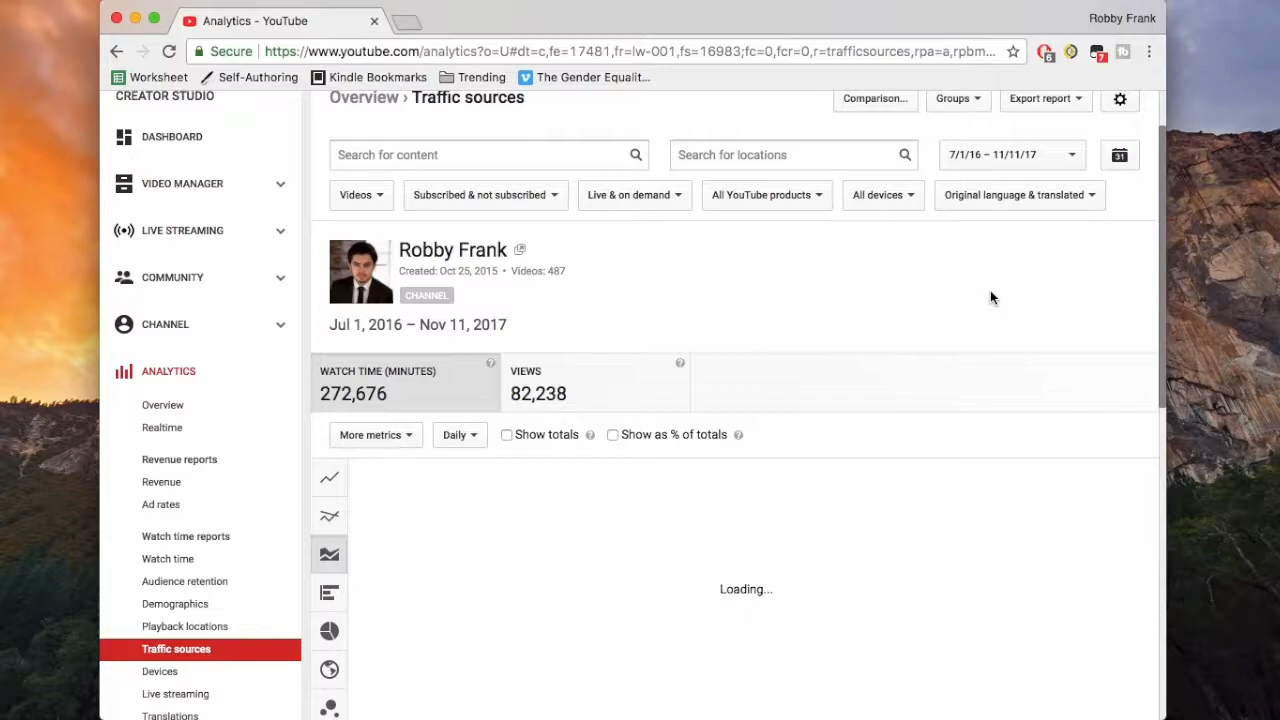 Analytics - YouTube
Robby Frank
Secure https://www.youtube.com/analytics?o=U#dt=c,fe=17481,fr=lw-001,fs=16983;fc=0,fcr=0,r=trafficsources,rpa=a,rpbm...
6
7
Worksheet Self-Authoring Kindle Bookmarks Trending The Gender Equalit...
CREATOR STUDIO
Overview › Traffic sources
Comparison... Groups Export report
DASHBOARD
Search for content
Search for locations
7/1/16 – 11/11/17
31
VIDEO MANAGER
Videos Subscribed & not subscribed Live & on demand All YouTube products All devices Original language & translated
LIVE STREAMING
Robby Frank
Created: Oct 25, 2015 • Videos: 487
COMMUNITY
CHANNEL
CHANNEL
Jul 1, 2016 – Nov 11, 2017
ANALYTICS
WATCH TIME (MINUTES) ?
272,676
VIEWS ?
82,238
Overview
Realtime
More metrics Daily Show totals ? Show as % of totals ?
Revenue reports
Revenue
Ad rates
Watch time reports
Watch time
Audience retention
Loading...
Demographics
Playback locations
Traffic sources
Devices
Live streaming
Translations